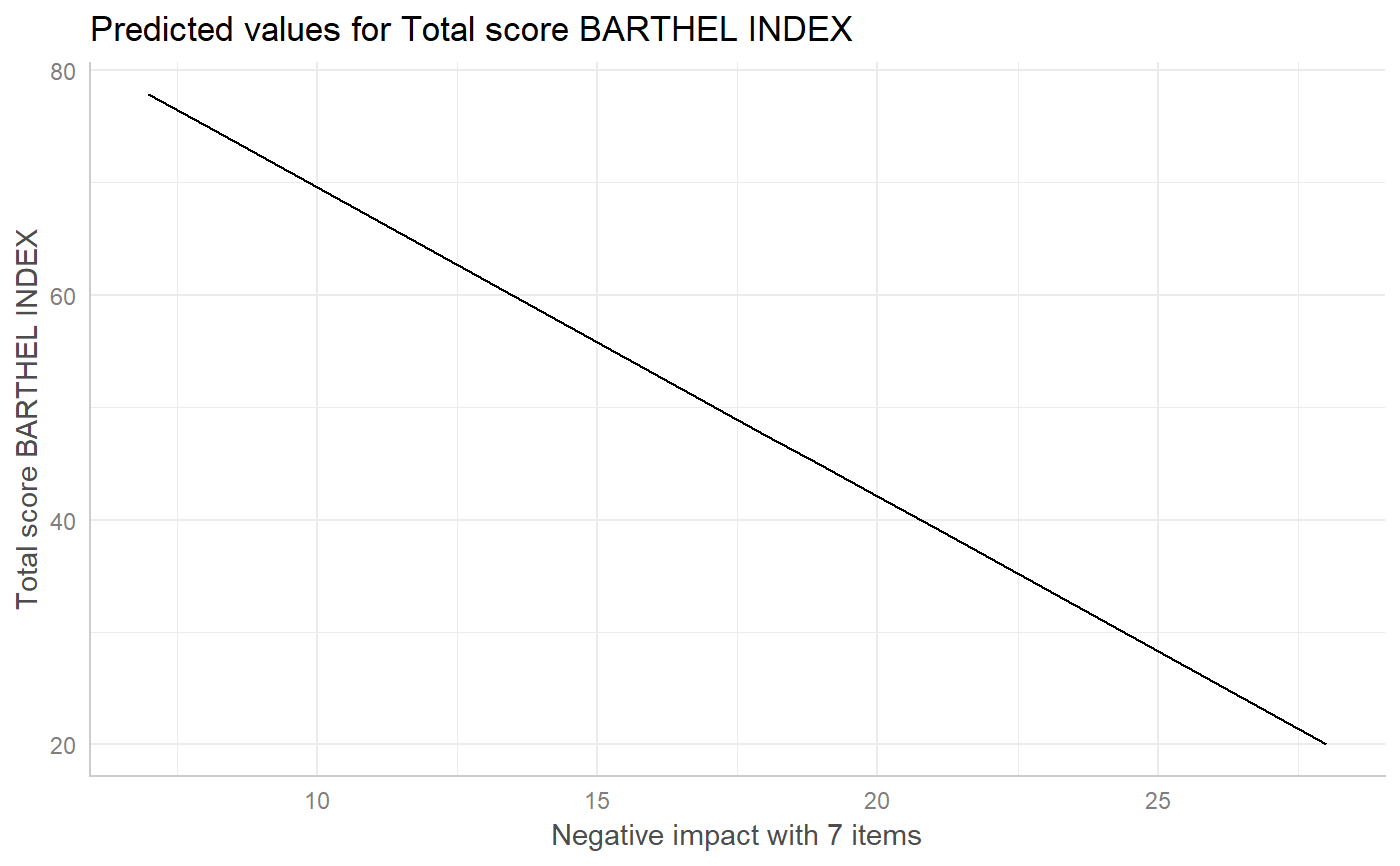 Predicted values for Total score BARTHEL INDEX
80
60
40
20
Total score BARTHEL INDEX
10 15 20 25
Negative impact with 7 items